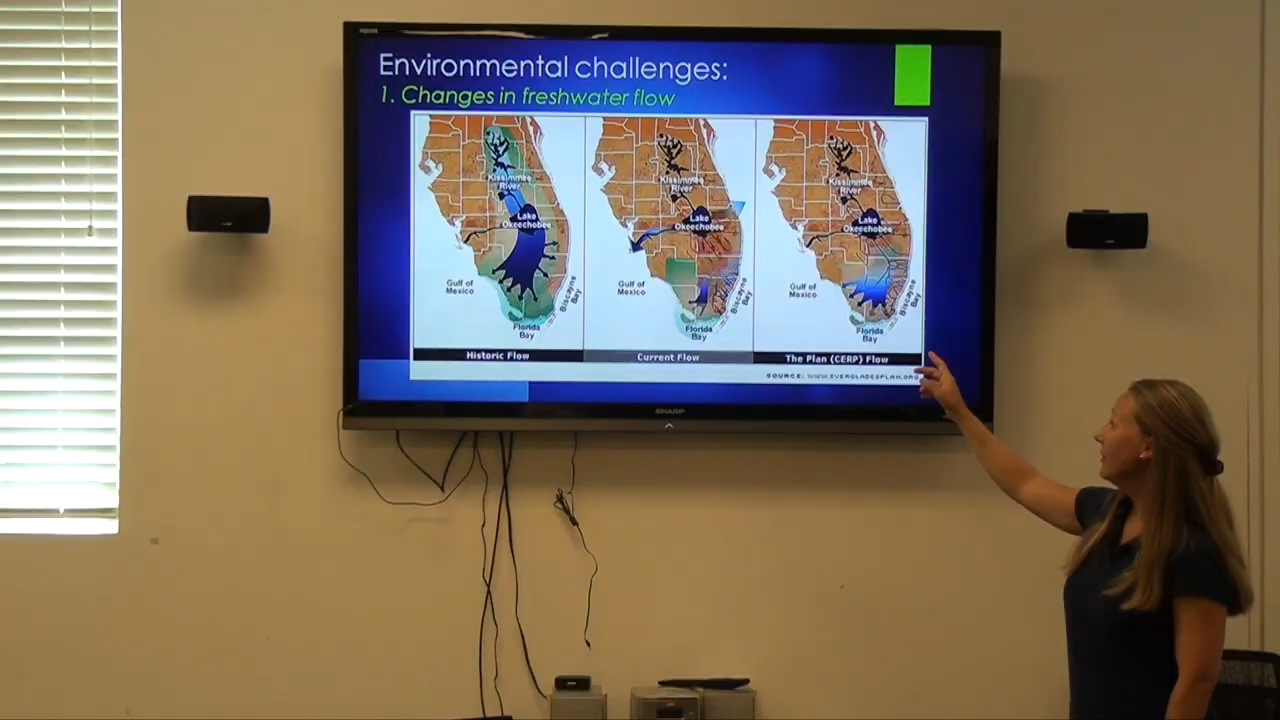 Environmental challenges:
1. Changes in freshwater flow
Kissimmee
River
Lake
Okeechobee
Gulf of
Mexico
Biscayne
Bay
Florida
Bay
Historic Flow
Kissimmee
River
Lake
Okeechobee
Gulf of
Mexico
Biscayne
Bay
Florida
Bay
Current Flow
Kissimmee
River
Lake
Okeechobee
Gulf of
Mexico
Biscayne
Bay
Florida
Bay
The Plan (CERP) Flow
SOURCE: WWW.EVERGLADESPLAN.ORG
SHARP